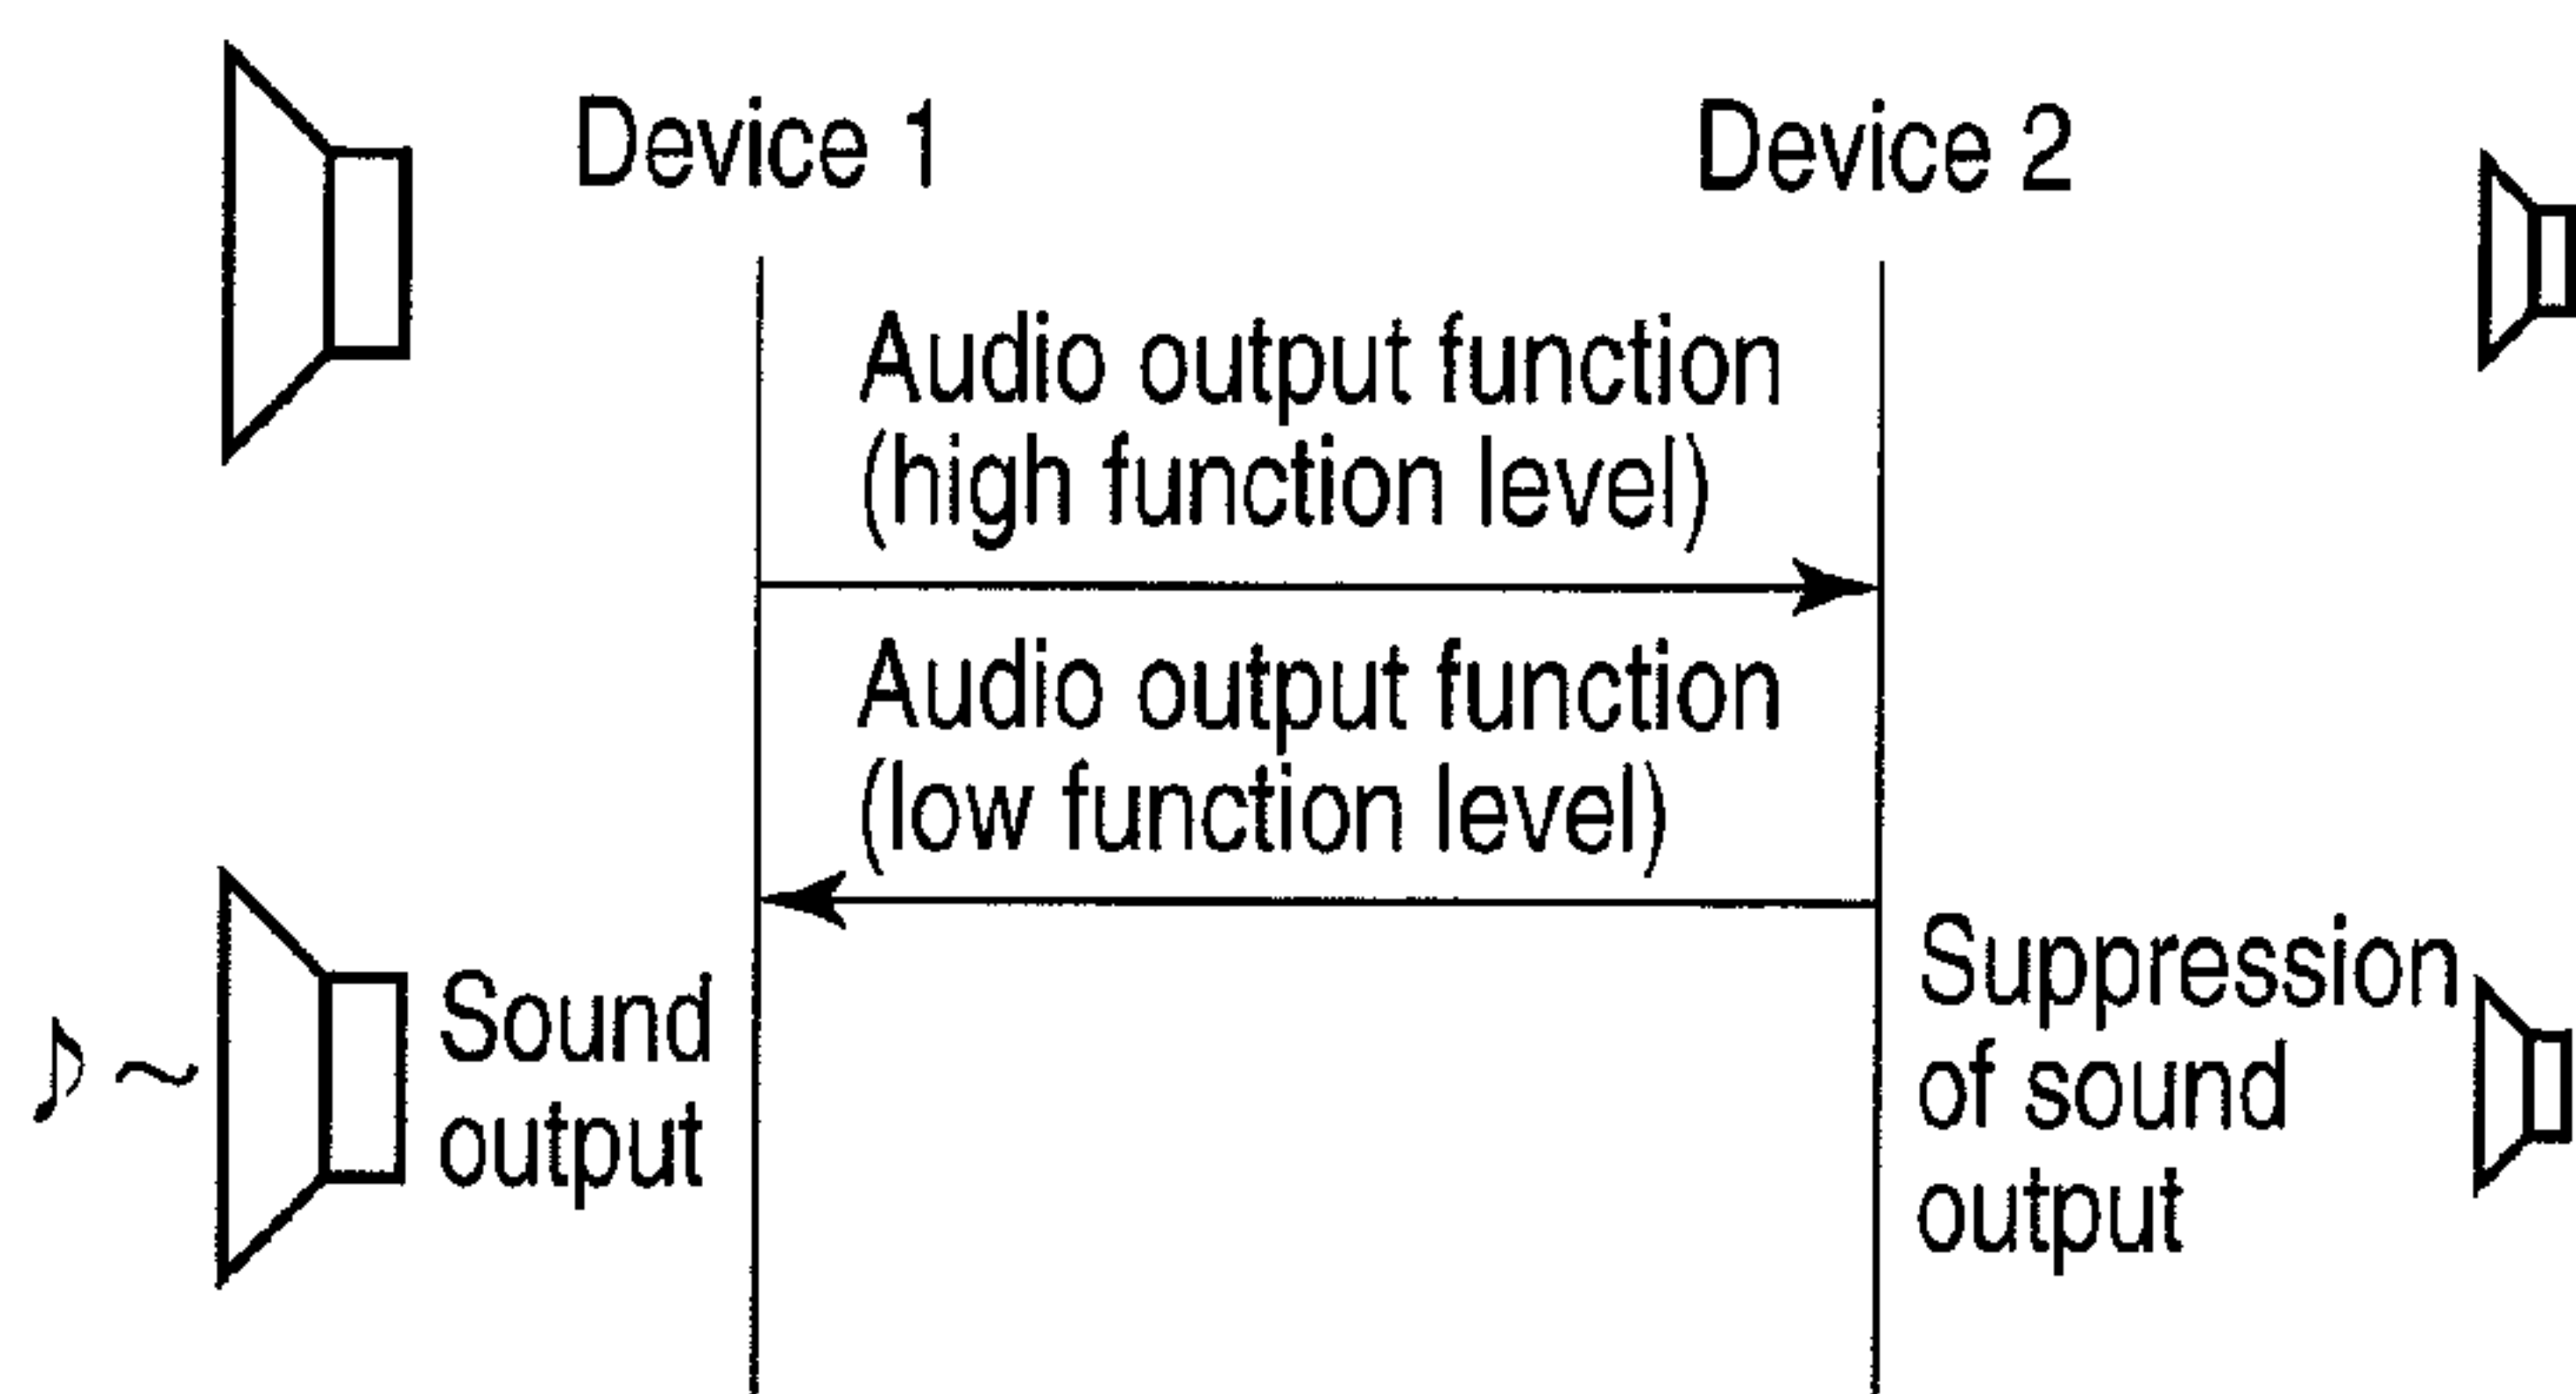 Device 1
Device 2
Audio output function
(high function level)
Audio output function
(low function level)
Sound
output
Suppression
of sound
output